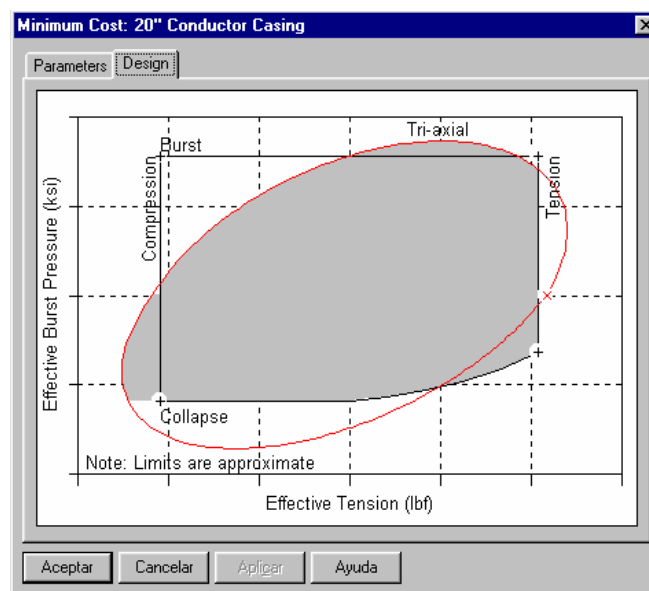 Minimum Cost: 20" Conductor Casing
Parameters
Design
Tri-axial
Burst
Compression
Tension
Effective Burst Pressure (ksi)
Collapse
Note: Limits are approximate
Effective Tension (lbf)
Aceptar
Cancelar
Aplicar
Ayuda